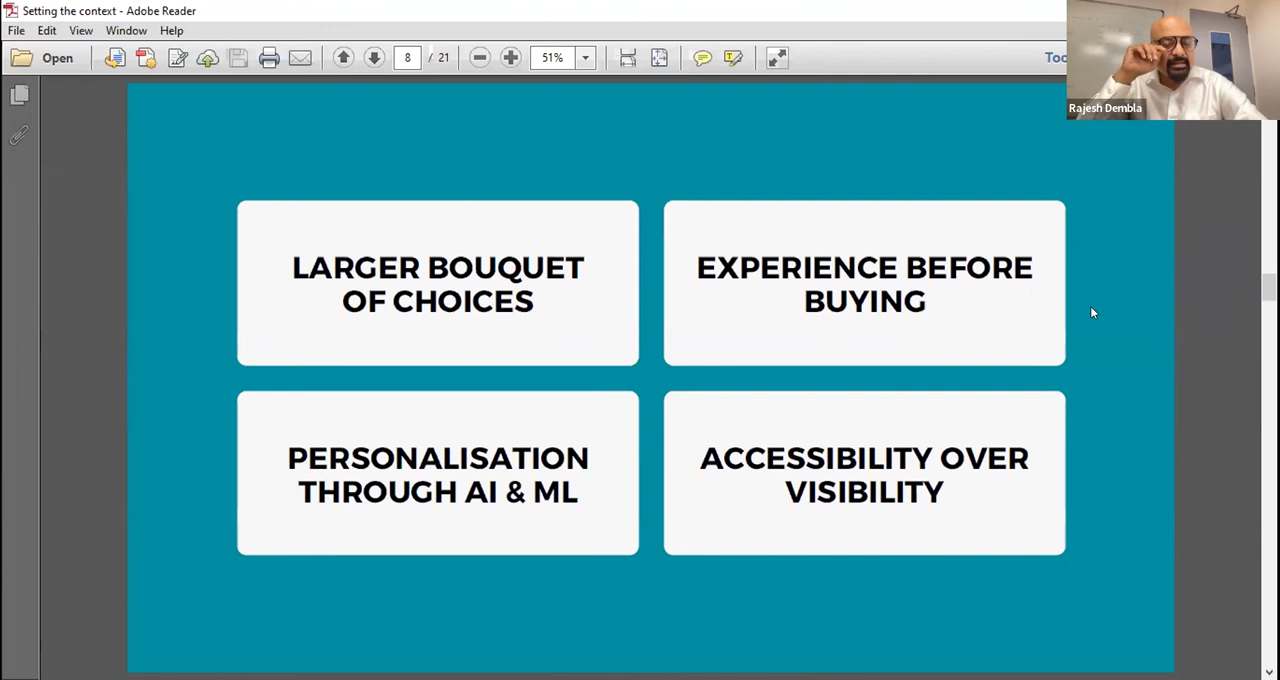 Setting the context - Adobe Reader
File Edit View Window Help
Open 8 / 21 51% Too
Rajesh Dembla
LARGER BOUQUET
OF CHOICES
EXPERIENCE BEFORE
BUYING
PERSONALISATION
THROUGH AI & ML
ACCESSIBILITY OVER
VISIBILITY